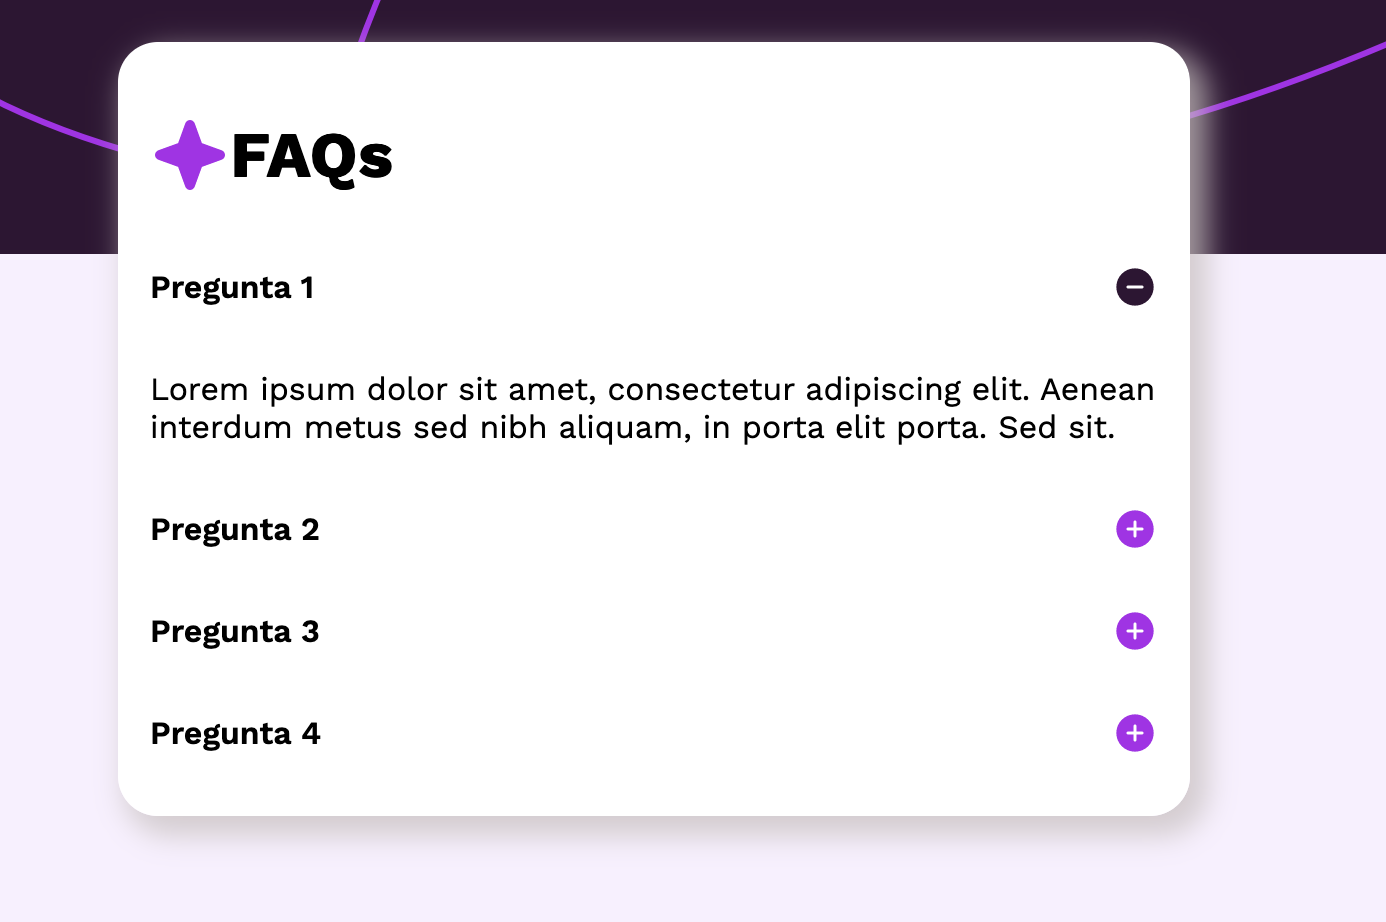 FAQs
Pregunta 1
Lorem ipsum dolor sit amet, consectetur adipiscing elit. Aenean
interdum metus sed nibh aliquam, in porta elit porta. Sed sit.
Pregunta 2
Pregunta 3
Pregunta 4